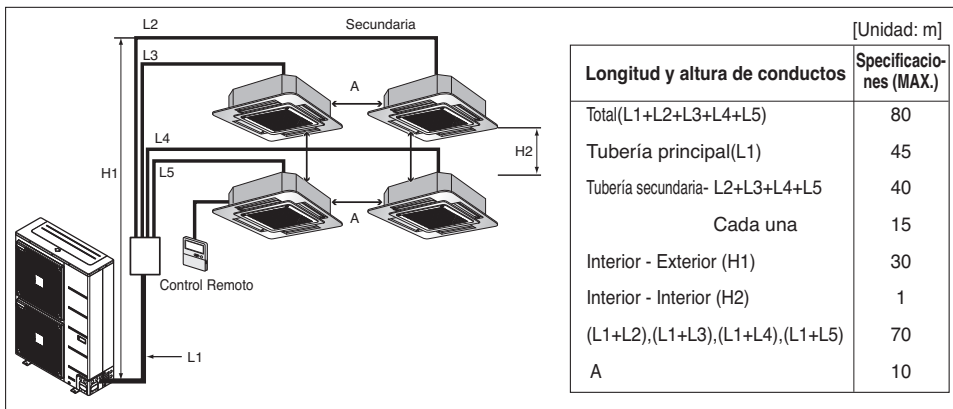 L2
Secundaria
L3
A
L4
H1
H2
L5
A
Control Remoto
L1
[Unidad: m]
Longitud y altura de conductos
Specificacio-
nes (MAX.)
Total(L1+L2+L3+L4+L5) 80
Tubería principal(L1) 45
Tubería secundaria- L2+L3+L4+L5 40
Cada una 15
Interior - Exterior (H1) 30
Interior - Interior (H2) 1
(L1+L2),(L1+L3),(L1+L4),(L1+L5) 70
A 10